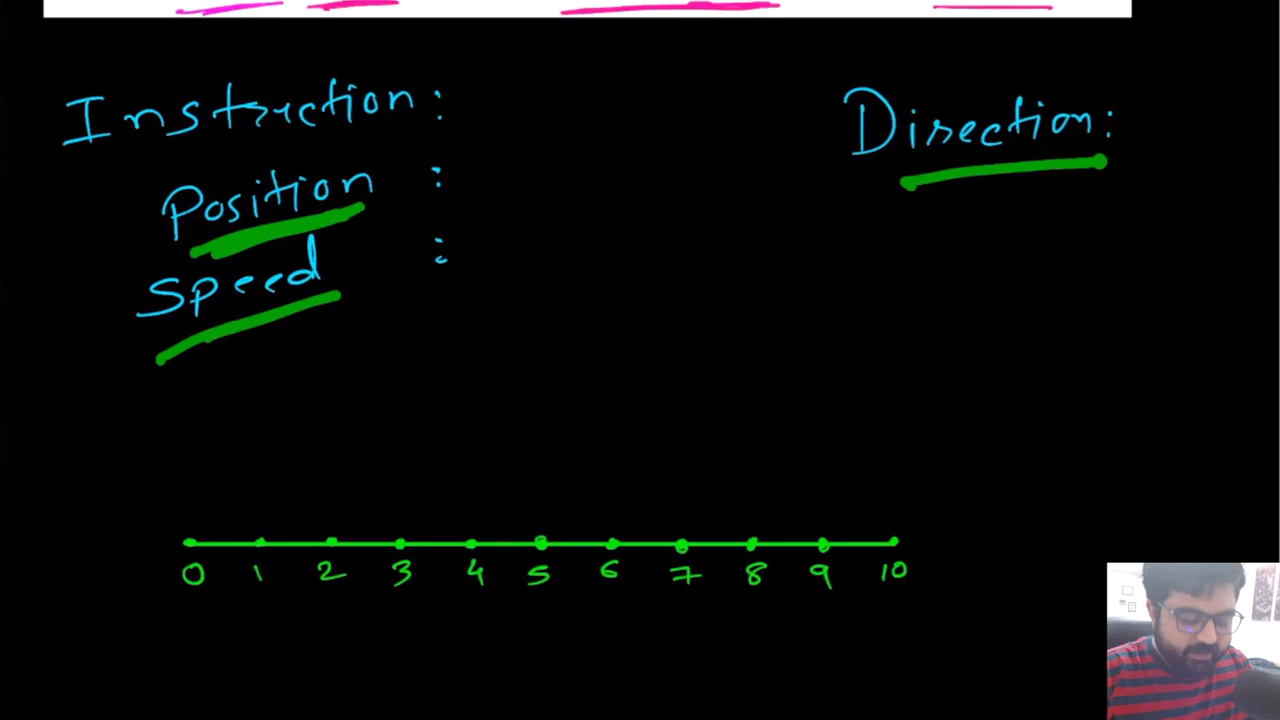 Instruction:
Direction:
Position :
Speed :
0 1 2 3 4 5 6 7 8 9 10